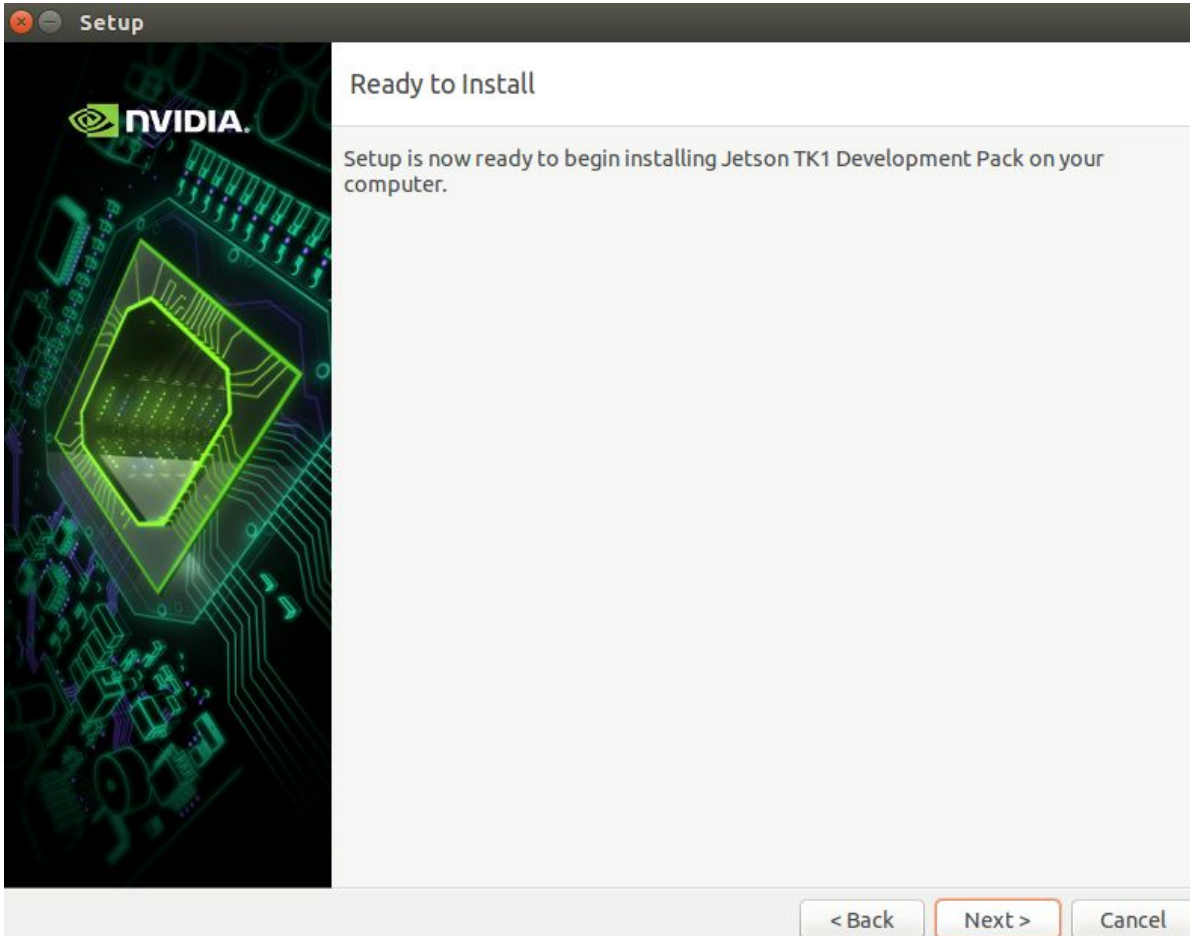 Setup
NVIDIA.
Ready to Install
Setup is now ready to begin installing Jetson TK1 Development Pack on your
computer.
< Back
Next >
Cancel